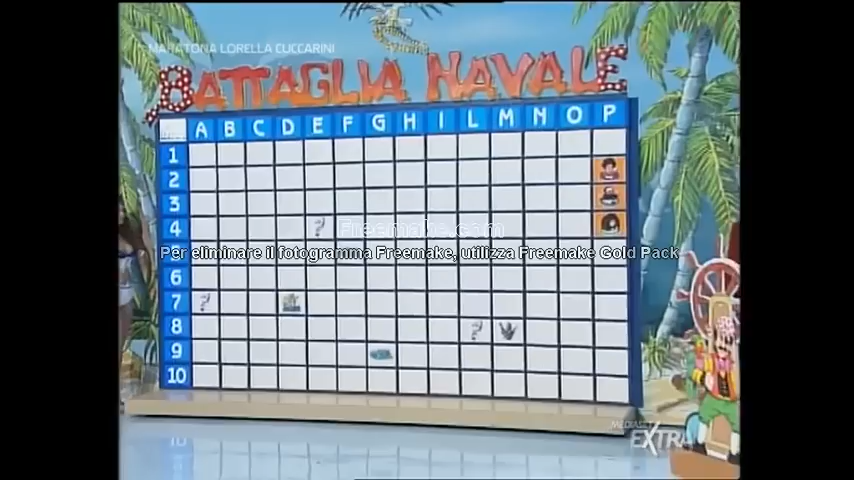 MARATONA LORELLA CUCCARINI
BATTAGLIA NAVALE
A B C D E F G H I L M N O P
1
2
3
4 ?
Freemake.com
5
Per eliminare il fotogramma Freemake, utilizza Freemake Gold Pack
6
7 ?
8 ?
9
10
MEDIASET
EXTRA